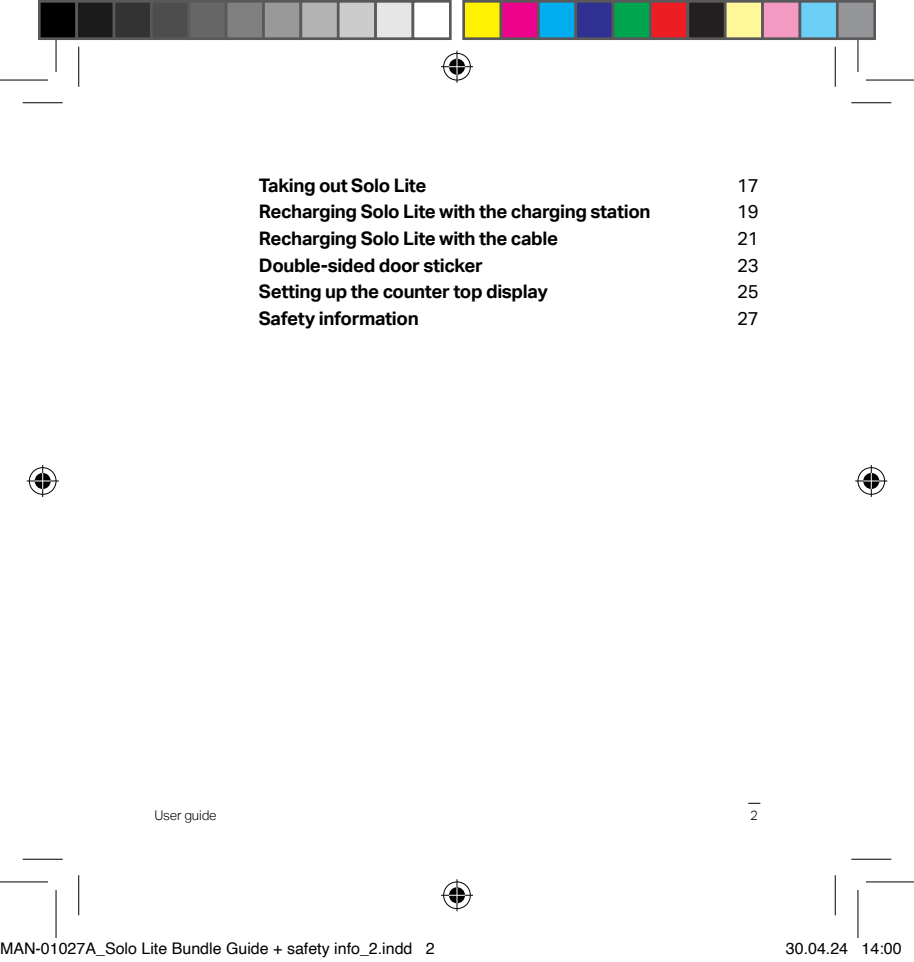 Taking out Solo Lite 17
Recharging Solo Lite with the charging station 19
Recharging Solo Lite with the cable 21
Double-sided door sticker 23
Setting up the counter top display 25
Safety information 27
User guide 2
MAN-01027A_Solo Lite Bundle Guide + safety info_2.indd 2 30.04.24 14:00